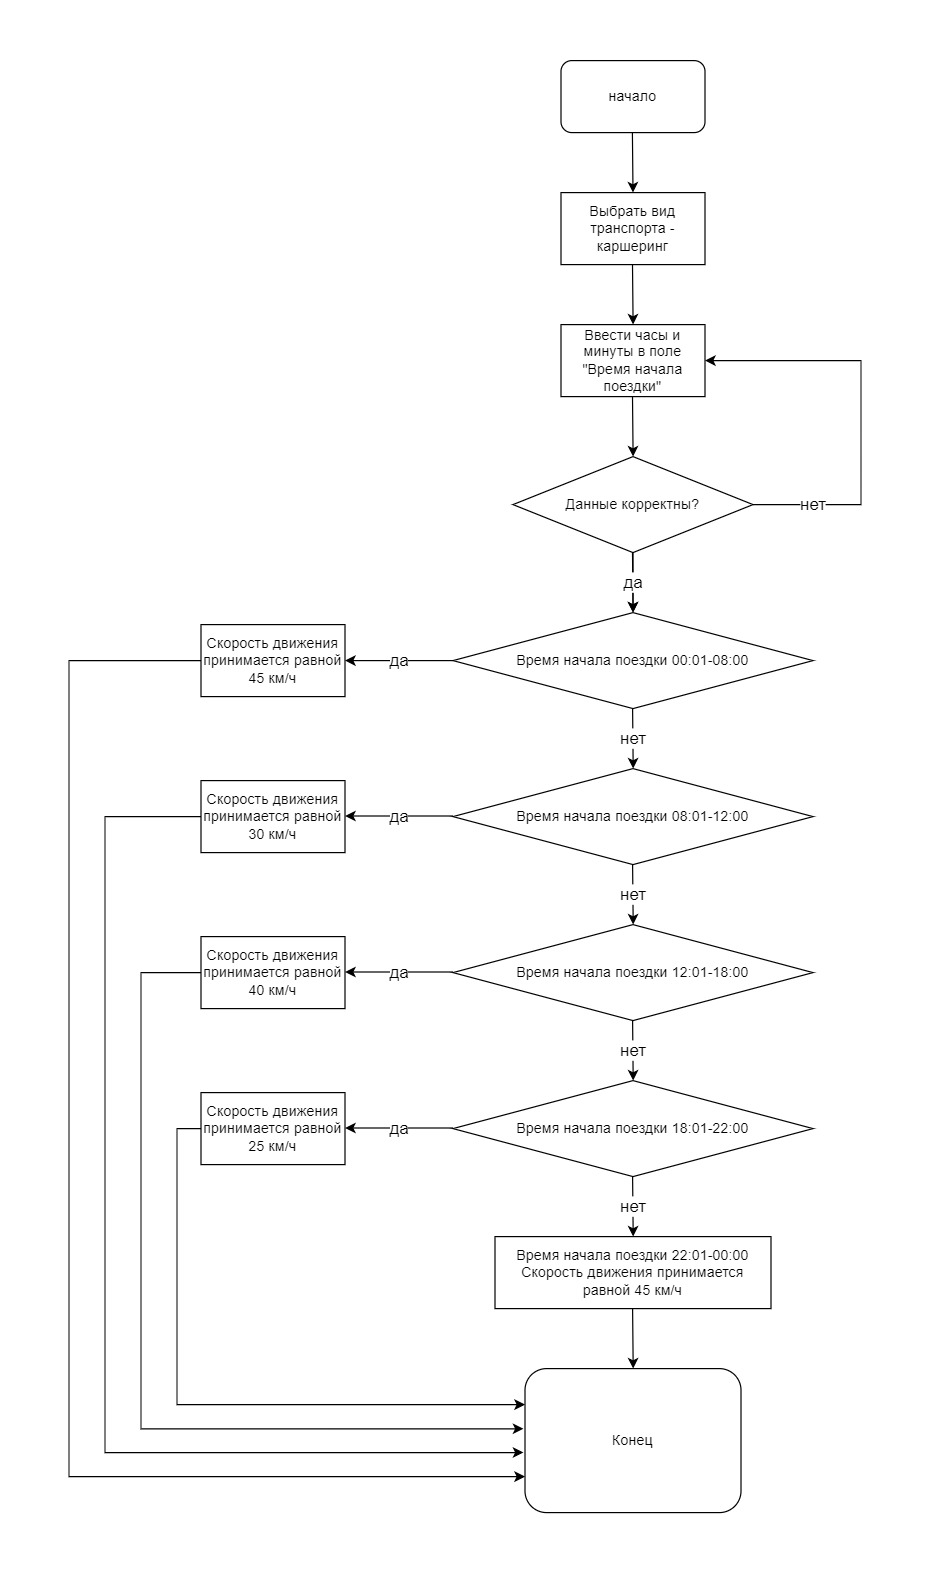 начало
Выбрать вид
транспорта -
каршеринг
Ввести часы и
минуты в поле
"Время начала
поездки"
Данные корректны?
нет
да
Время начала поездки 00:01-08:00
да
Скорость движения
принимается равной
45 км/ч
нет
Время начала поездки 08:01-12:00
да
Скорость движения
принимается равной
30 км/ч
нет
Время начала поездки 12:01-18:00
да
Скорость движения
принимается равной
40 км/ч
нет
Время начала поездки 18:01-22:00
да
Скорость движения
принимается равной
25 км/ч
нет
Время начала поездки 22:01-00:00
Скорость движения принимается
равной 45 км/ч
Конец